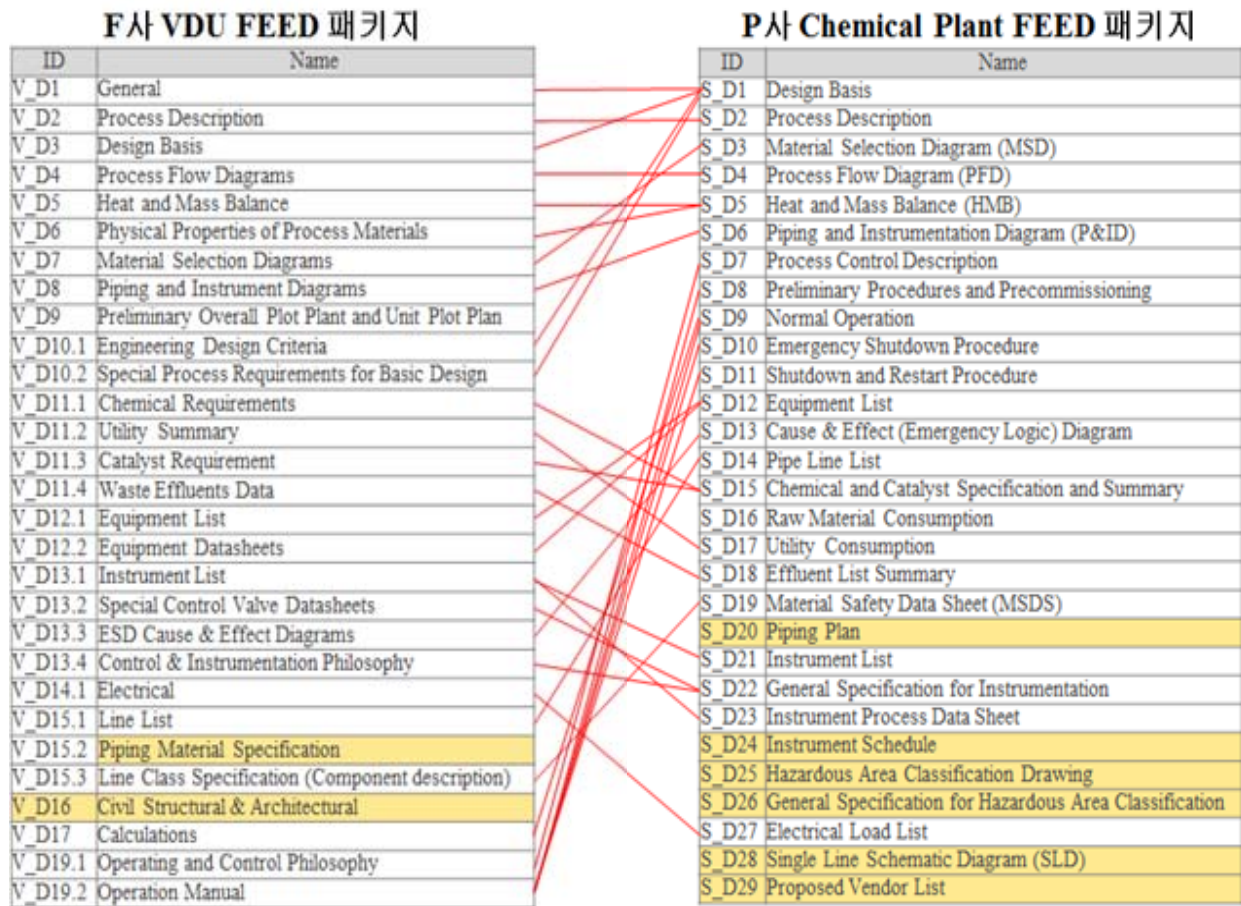 F사 VDU FEED 패키지
ID Name
V_D1 General
V_D2 Process Description
V_D3 Design Basis
V_D4 Process Flow Diagrams
V_D5 Heat and Mass Balance
V_D6 Physical Properties of Process Materials
V_D7 Material Selection Diagrams
V_D8 Piping and Instrument Diagrams
V_D9 Preliminary Overall Plot Plant and Unit Plot Plan
V_D10.1 Engineering Design Criteria
V_D10.2 Special Process Requirements for Basic Design
V_D11.1 Chemical Requirements
V_D11.2 Utility Summary
V_D11.3 Catalyst Requirement
V_D11.4 Waste Effluents Data
V_D12.1 Equipment List
V_D12.2 Equipment Datasheets
V_D13.1 Instrument List
V_D13.2 Special Control Valve Datasheets
V_D13.3 ESD Cause & Effect Diagrams
V_D13.4 Control & Instrumentation Philosophy
V_D14.1 Electrical
V_D15.1 Line List
V_D15.2 Piping Material Specification
V_D15.3 Line Class Specification (Component description)
V_D16 Civil Structural & Architectural
V_D17 Calculations
V_D19.1 Operating and Control Philosophy
V_D19.2 Operation Manual
P사 Chemical Plant FEED 패키지
ID Name
S_D1 Design Basis
S_D2 Process Description
S_D3 Material Selection Diagram (MSD)
S_D4 Process Flow Diagram (PFD)
S_D5 Heat and Mass Balance (HMB)
S_D6 Piping and Instrumentation Diagram (P&ID)
S_D7 Process Control Description
S_D8 Preliminary Procedures and Precommissioning
S_D9 Normal Operation
S_D10 Emergency Shutdown Procedure
S_D11 Shutdown and Restart Procedure
S_D12 Equipment List
S_D13 Cause & Effect (Emergency Logic) Diagram
S_D14 Pipe Line List
S_D15 Chemical and Catalyst Specification and Summary
S_D16 Raw Material Consumption
S_D17 Utility Consumption
S_D18 Effluent List Summary
S_D19 Material Safety Data Sheet (MSDS)
S_D20 Piping Plan
S_D21 Instrument List
S_D22 General Specification for Instrumentation
S_D23 Instrument Process Data Sheet
S_D24 Instrument Schedule
S_D25 Hazardous Area Classification Drawing
S_D26 General Specification for Hazardous Area Classification
S_D27 Electrical Load List
S_D28 Single Line Schematic Diagram (SLD)
S_D29 Proposed Vendor List